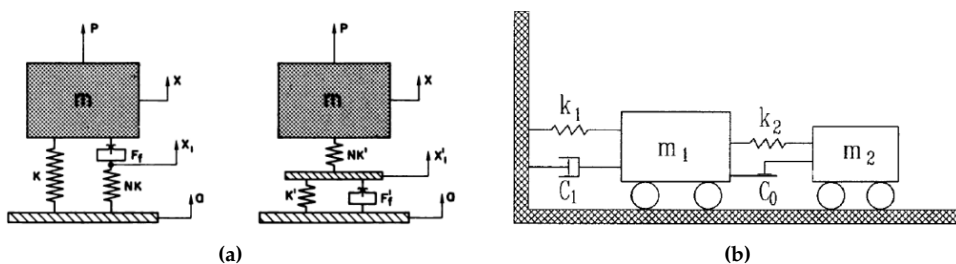 P
P
m
X
m
X
K
F_f
X_1
NK
a
NK'
X'_1
K'
F'_f
a
k_1
m_1
k_2
m_2
C_1
C_0
(a)
(b)